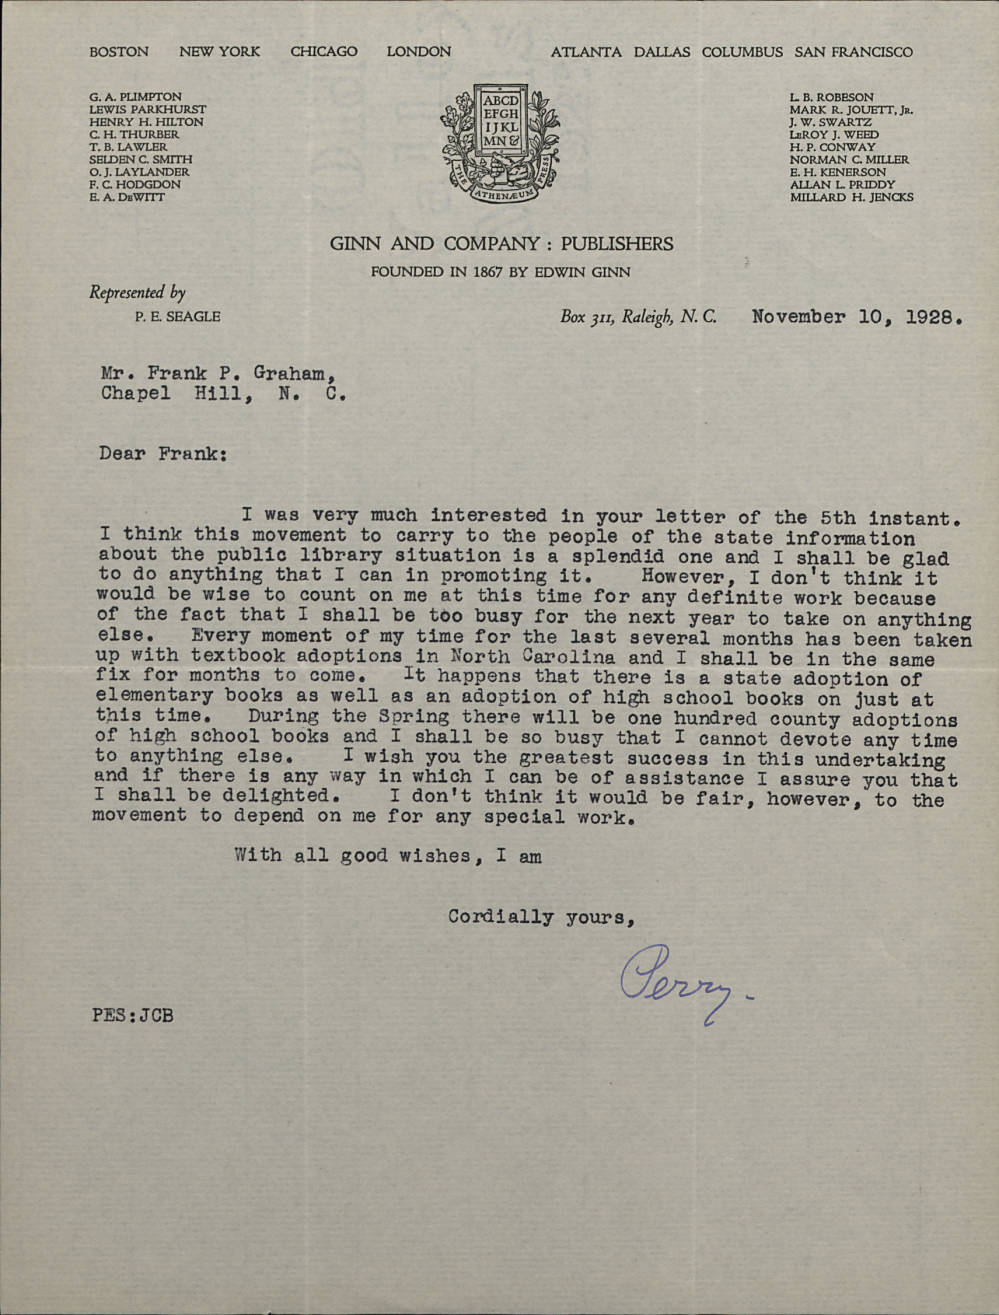 BOSTON NEW YORK CHICAGO LONDON ATLANTA DALLAS COLUMBUS SAN FRANCISCO
G. A. PLIMPTON
LEWIS PARKHURST
HENRY H. HILTON
C. H. THURBER
T. B. LAWLER
SELDEN C. SMITH
O. J. LAYLANDER
F. C. HODGDON
E. A. DeWITT
ABCD
EFGH
IJKL
MN &
THE ATHENÆUM PRESS
L. B. ROBESON
MARK R. JOUETT, JR.
J. W. SWARTZ
LeROY J. WEED
H. P. CONWAY
NORMAN C. MILLER
E. H. KENERSON
ALLAN L. PRIDDY
MILLARD H. JENCKS
GINN AND COMPANY : PUBLISHERS
FOUNDED IN 1867 BY EDWIN GINN
Represented by
P. E. SEAGLE
Box 311, Raleigh, N. C. November 10, 1928.
Mr. Frank P. Graham,
Chapel Hill, N. C.
Dear Frank:
I was very much interested in your letter of the 5th instant.
I think this movement to carry to the people of the state information
about the public library situation is a splendid one and I shall be glad
to do anything that I can in promoting it. However, I don't think it
would be wise to count on me at this time for any definite work because
of the fact that I shall be too busy for the next year to take on anything
else. Every moment of my time for the last several months has been taken
up with textbook adoptions in North Carolina and I shall be in the same
fix for months to come. It happens that there is a state adoption of
elementary books as well as an adoption of high school books on just at
this time. During the Spring there will be one hundred county adoptions
of high school books and I shall be so busy that I cannot devote any time
to anything else. I wish you the greatest success in this undertaking
and if there is any way in which I can be of assistance I assure you that
I shall be delighted. I don't think it would be fair, however, to the
movement to depend on me for any special work.
With all good wishes, I am
Cordially yours,
Perry.
PES:JCB